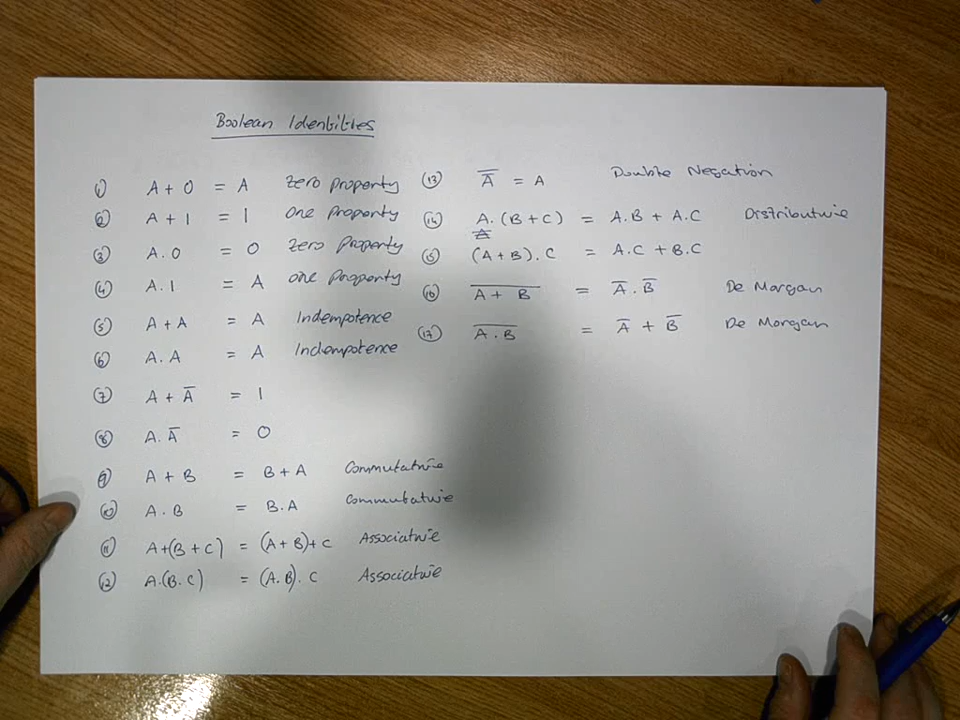 Boolean Identities
① A + 0 = A Zero Property
② A + 1 = 1 One Property
③ A . 0 = 0 Zero Property
④ A . 1 = A One Property
⑤ A + A = A Indempotence
⑥ A . A = A Indempotence
⑦ A + A̅ = 1
⑧ A . A̅ = 0
⑨ A + B = B + A Commutative
⑩ A . B = B . A Commutative
⑪ A+(B + C) = (A + B)+ C Associative
⑫ A.(B. C) = (A. B) . C Associative
⑬ A̿ = A Double Negation
⑭ A. (B + C) = A.B + A.C Distributive
⑮ (A + B). C = A.C + B.C
⑯ A̅ ̅+̅ ̅B̅ = A̅ . B̅ De Morgan
⑰ A̅ ̅.̅ ̅B̅ = A̅ + B̅ De Morgan